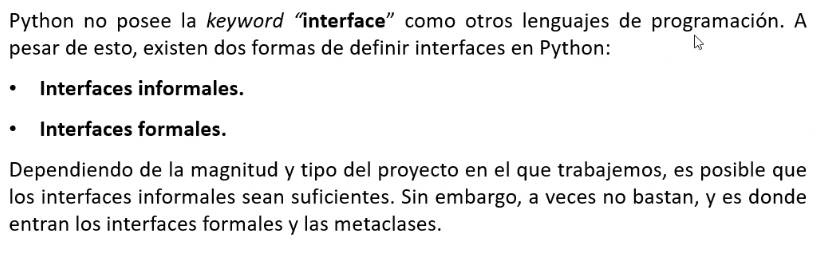 Python no posee la keyword “interface” como otros lenguajes de programación. A
pesar de esto, existen dos formas de definir interfaces en Python:
• Interfaces informales.
• Interfaces formales.
Dependiendo de la magnitud y tipo del proyecto en el que trabajemos, es posible que
los interfaces informales sean suficientes. Sin embargo, a veces no bastan, y es donde
entran los interfaces formales y las metaclases.